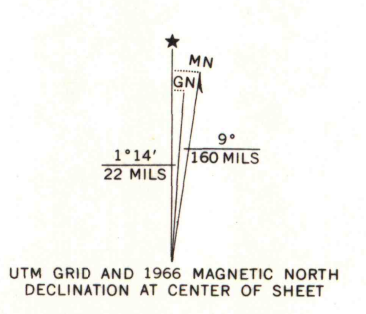 ★
MN
GN
1°14′
22 MILS
9°
160 MILS
UTM GRID AND 1966 MAGNETIC NORTH
DECLINATION AT CENTER OF SHEET